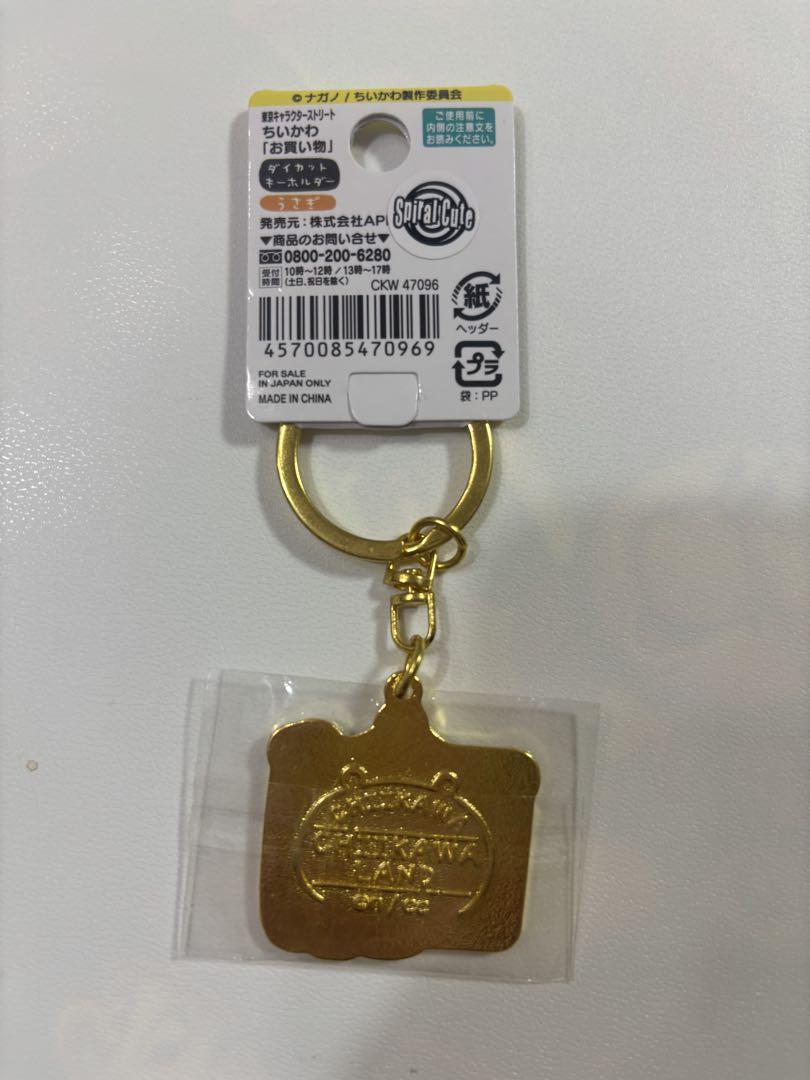 © ナガノ / ちいかわ製作委員会
東京キャラクターストリート
ちいかわ
「お買い物」
ダイカット
キーホルダー
うさぎ
ご使用前に
内側の注意文を
お読みください。
Spiral Cute
発売元：株式会社
▼商品のお問い合せ▼
0800-200-6280
受付時間 10時〜12時 / 13時〜17時
(土日、祝日を除く)
CKW 47096
4570085470969
FOR SALE
IN JAPAN ONLY
MADE IN CHINA
紙
ヘッダー
プラ
袋：PP
CHIIKAWA
CHIIKAWA
LAND